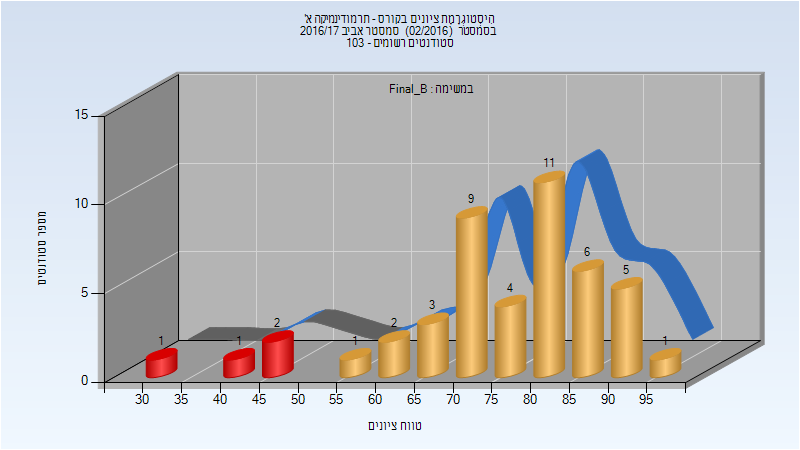 היסטוגרמת ציונים בקורס - תרמודינמיקה א'
בסמסטר (02/2016) סמסטר אביב 2016/17
סטודנטים רשומים - 103
במשימה : Final_B
15
10
5
0
מספר סטודנטים
1
1
2
1
2
3
9
4
11
6
5
1
30 35 40 45 50 55 60 65 70 75 80 85 90 95
טווח ציונים